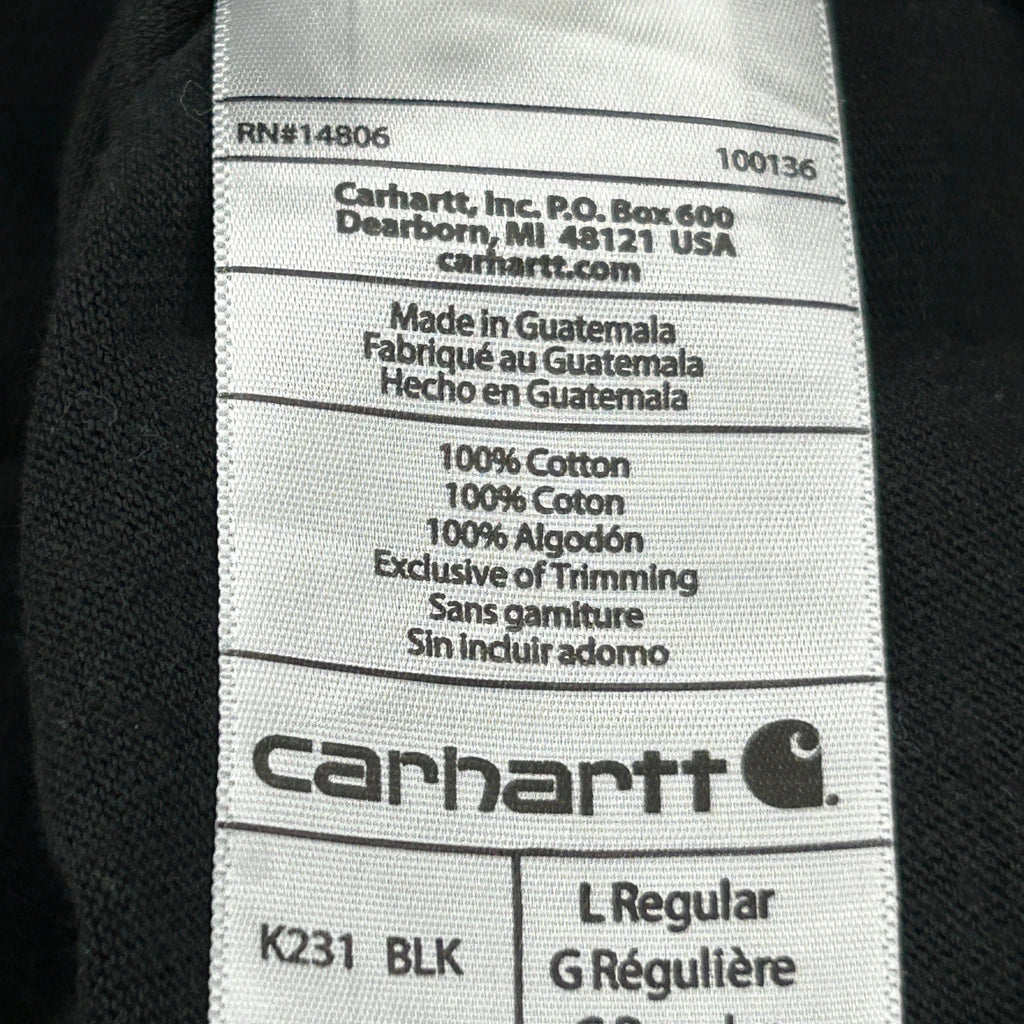 RN#14806
100136
Carhartt, Inc. P.O. Box 600
Dearborn, MI 48121 USA
carhartt.com
Made in Guatemala
Fabriqué au Guatemala
Hecho en Guatemala
100% Cotton
100% Coton
100% Algodón
Exclusive of Trimming
Sans garniture
Sin incluir adorno
carhartt
K231 BLK
L Regular
G Régulière